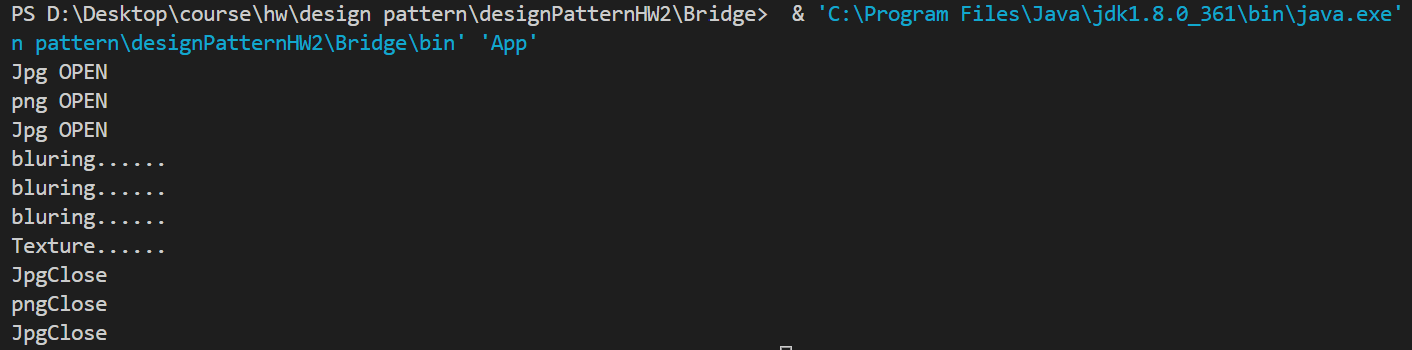 PS D:\Desktop\course\hw\design pattern\designPatternHW2\Bridge>  & 'C:\Program Files\Java\jdk1.8.0_361\bin\java.exe'
n pattern\designPatternHW2\Bridge\bin' 'App'
Jpg OPEN
png OPEN
Jpg OPEN
bluring......
bluring......
bluring......
Texture......
JpgClose
pngClose
JpgClose